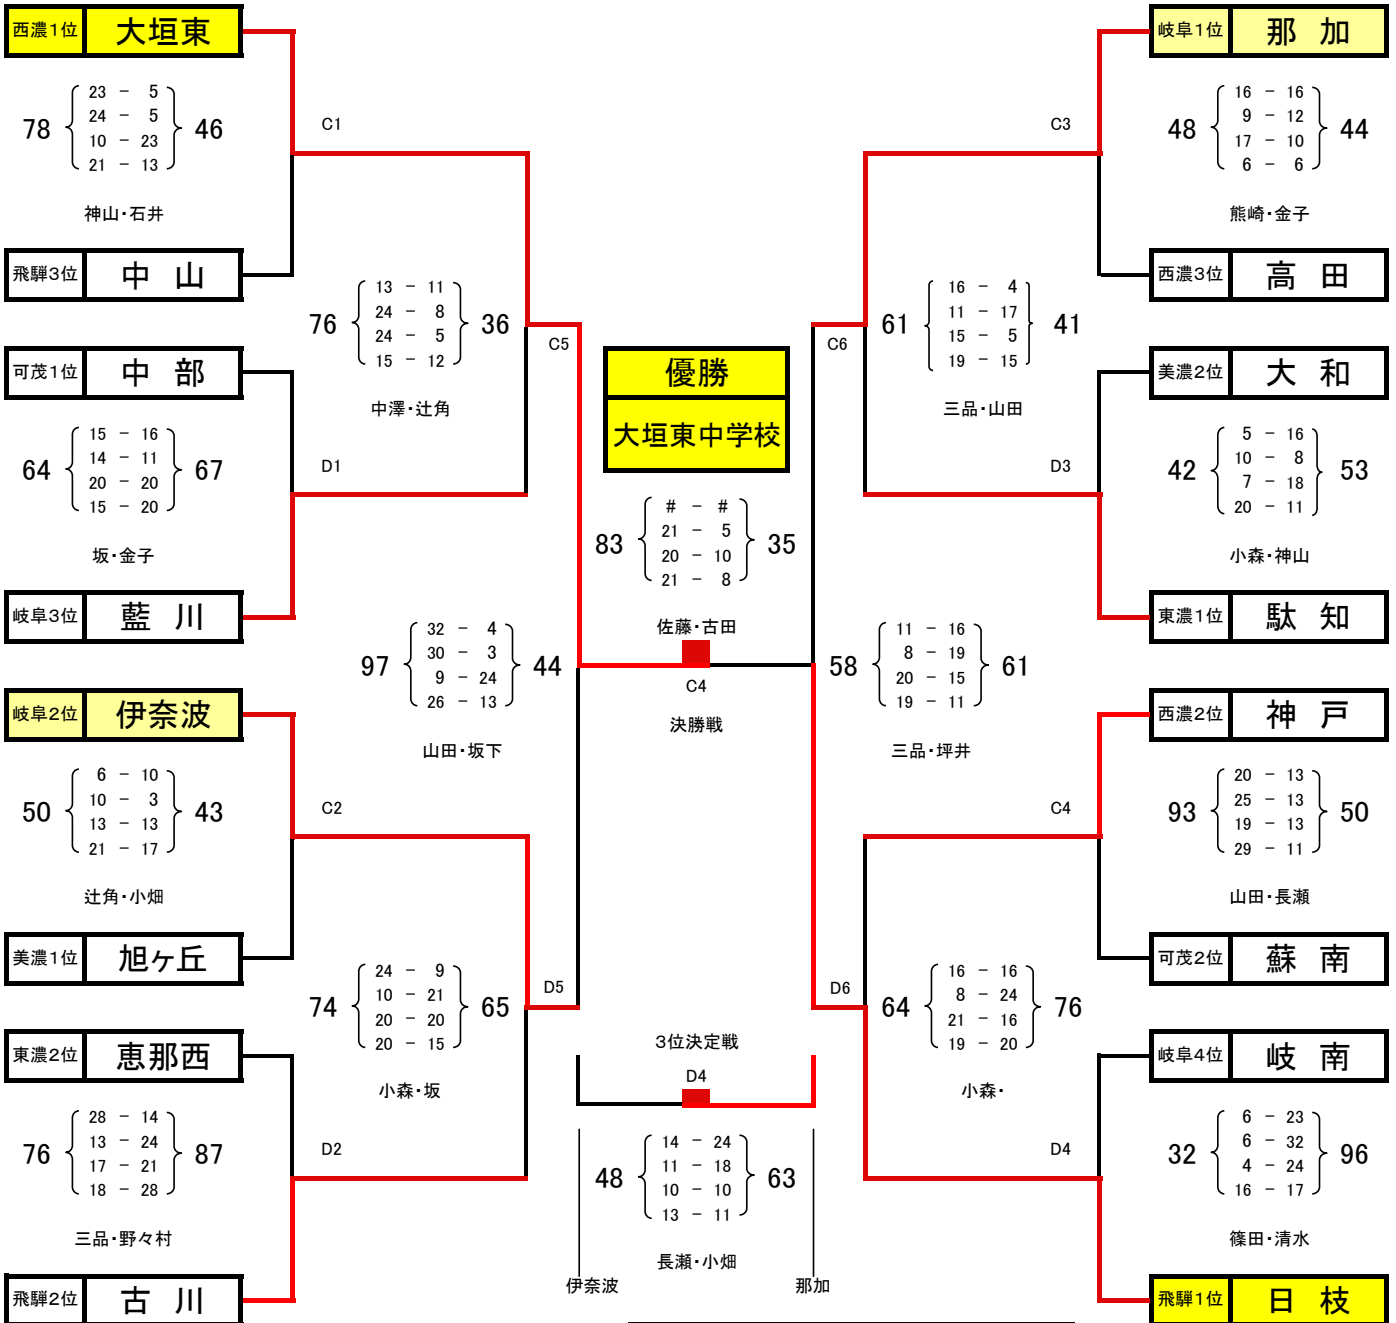 西濃1位 大垣東
78 23 - 5 46
24 - 5
10 - 23
21 - 13
神山・石井
C1
飛騨3位 中 山
可茂1位 中 部
64 15 - 16 67
14 - 11
20 - 20
15 - 20
坂・金子
D1
岐阜3位 藍 川
76 13 - 11 36
24 - 8
24 - 5
15 - 12
中澤・辻角
C5
岐阜2位 伊奈波
50 6 - 10 43
10 - 3
13 - 13
21 - 17
辻角・小畑
C2
美濃1位 旭ヶ丘
東濃2位 恵那西
76 28 - 14 87
13 - 24
17 - 21
18 - 28
三品・野々村
D2
飛騨2位 古 川
74 24 - 9 65
10 - 21
20 - 20
20 - 15
小森・坂
D5
97 32 - 4 44
30 - 3
9 - 24
26 - 13
山田・坂下
優勝
大垣東中学校
83 # - # 35
21 - 5
20 - 10
21 - 8
佐藤・古田
C4
決勝戦
3位決定戦
D4
48 14 - 24 63
11 - 18
10 - 10
13 - 11
長瀬・小畑
伊奈波
那加
58 11 - 16 61
8 - 19
20 - 15
19 - 11
三品・坪井
C6
61 16 - 4 41
11 - 17
15 - 5
19 - 15
三品・山田
D6
64 16 - 16 76
8 - 24
21 - 16
19 - 20
小森・
岐阜1位 那 加
C3
48 16 - 16 44
9 - 12
17 - 10
6 - 6
熊崎・金子
西濃3位 高 田
美濃2位 大 和
D3
42 5 - 16 53
10 - 8
7 - 18
20 - 11
小森・神山
東濃1位 駄 知
西濃2位 神 戸
C4
93 20 - 13 50
25 - 13
19 - 13
29 - 11
山田・長瀬
可茂2位 蘇 南
岐阜4位 岐 南
D4
32 6 - 23 96
6 - 32
4 - 24
16 - 17
篠田・清水
飛騨1位 日 枝